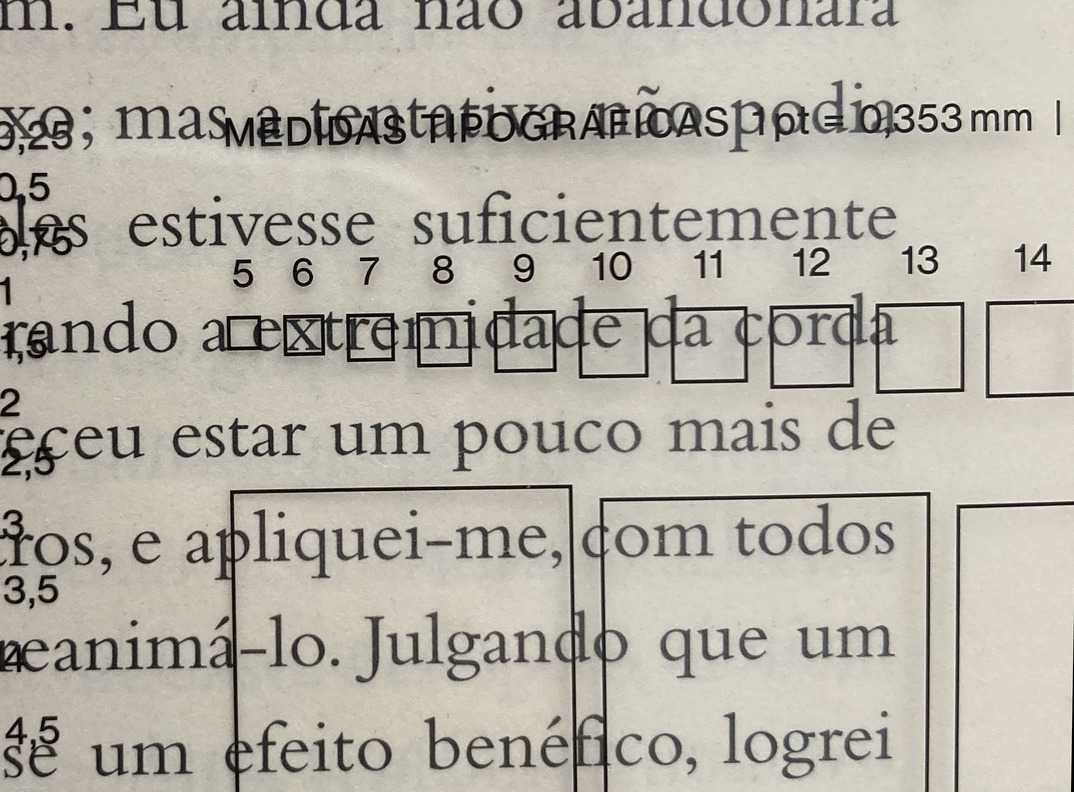 m. Eu ainda não abandonara
xo; mas a tentativa não podia
MEDIDAS TIPOGRÁFICAS 1 pt = 0,353 mm |
0,25
0,5
eles estivesse suficientemente
0,75
5 6 7 8 9 10 11 12 13 14
1
rando a extremidade da corda
1,5
2
receu estar um pouco mais de
2,5
3
tros, e apliquei-me, com todos
3,5
reanimá-lo. Julgando que um
4
4,5
se um efeito benéfico, logrei